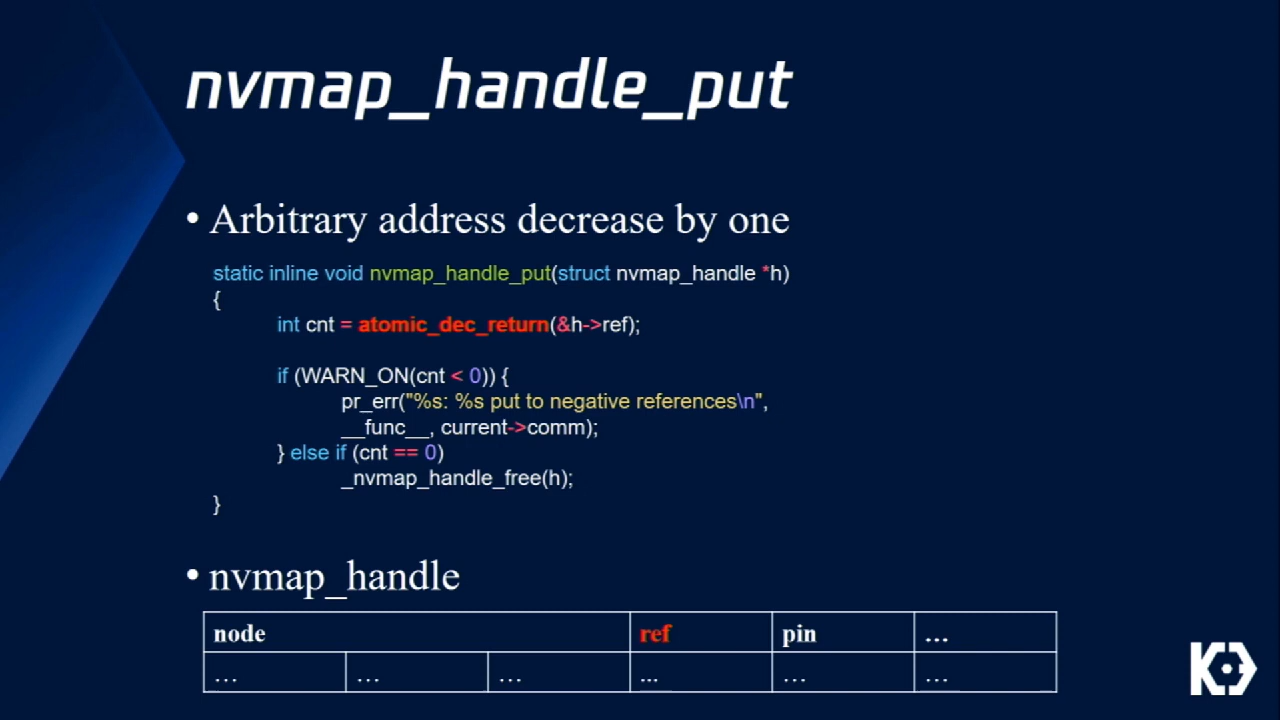 nvmap_handle_put
• Arbitrary address decrease by one
static inline void nvmap_handle_put(struct nvmap_handle *h)
{
int cnt = atomic_dec_return(&h->ref);
if (WARN_ON(cnt < 0)) {
pr_err("%s: %s put to negative references\n",
__func__, current->comm);
} else if (cnt == 0)
_nvmap_handle_free(h);
}
• nvmap_handle
node ref pin …
… … … ... … …